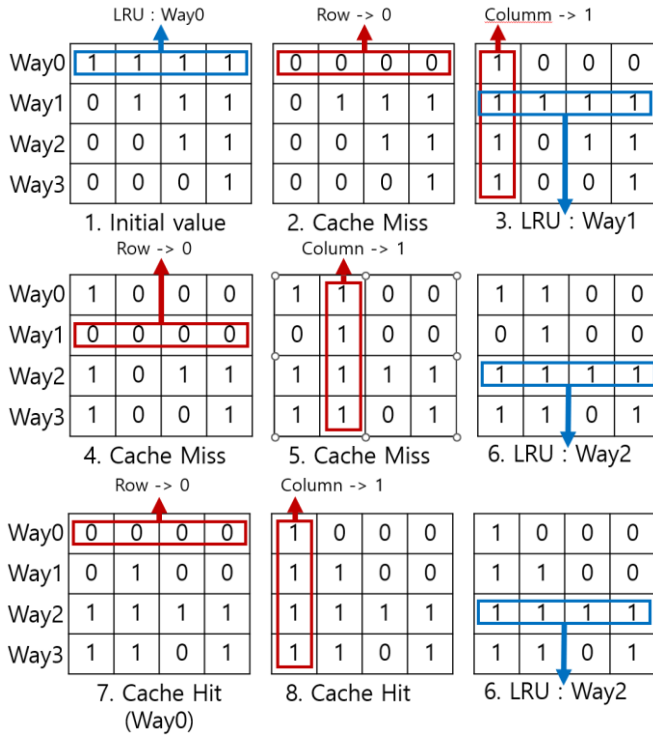 LRU : Way0
Row -> 0
Columm -> 1
Way0 1 1 1 1
Way1 0 1 1 1
Way2 0 0 1 1
Way3 0 0 0 1
0 0 0 0
0 1 1 1
0 0 1 1
0 0 0 1
1 0 0 0
1 1 1 1
1 0 1 1
1 0 0 1
1. Initial value
2. Cache Miss
3. LRU : Way1
Row -> 0
Column -> 1
Way0 1 0 0 0
Way1 0 0 0 0
Way2 1 0 1 1
Way3 1 0 0 1
1 1 0 0
0 1 0 0
1 1 1 1
1 1 0 1
1 1 0 0
0 1 0 0
1 1 1 1
1 1 0 1
4. Cache Miss
5. Cache Miss
6. LRU : Way2
Row -> 0
Column -> 1
Way0 0 0 0 0
Way1 0 1 0 0
Way2 1 1 1 1
Way3 1 1 0 1
1 0 0 0
1 1 0 0
1 1 1 1
1 1 0 1
1 0 0 0
1 1 0 0
1 1 1 1
1 1 0 1
7. Cache Hit
(Way0)
8. Cache Hit
6. LRU : Way2